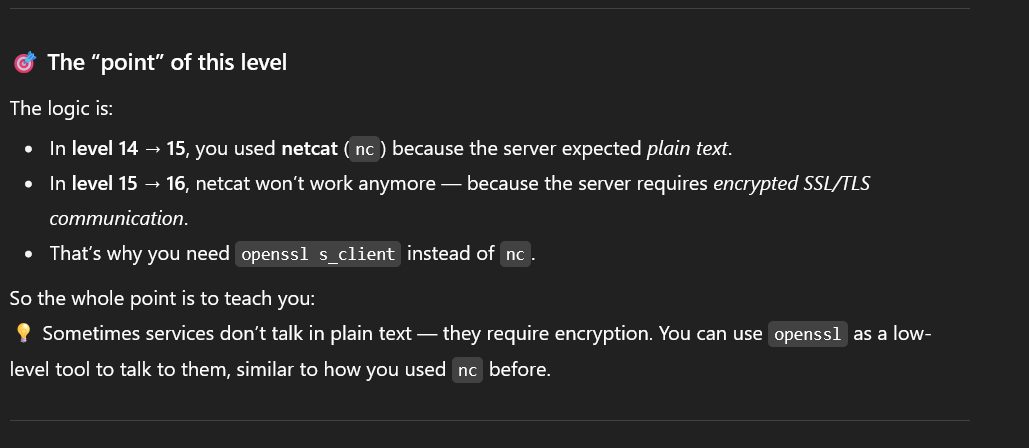 🎯 The “point” of this level
The logic is:
• In level 14 → 15, you used netcat (nc) because the server expected plain text.
• In level 15 → 16, netcat won’t work anymore — because the server requires encrypted SSL/TLS
communication.
• That’s why you need openssl s_client instead of nc.
So the whole point is to teach you:
💡 Sometimes services don’t talk in plain text — they require encryption. You can use openssl as a low-
level tool to talk to them, similar to how you used nc before.